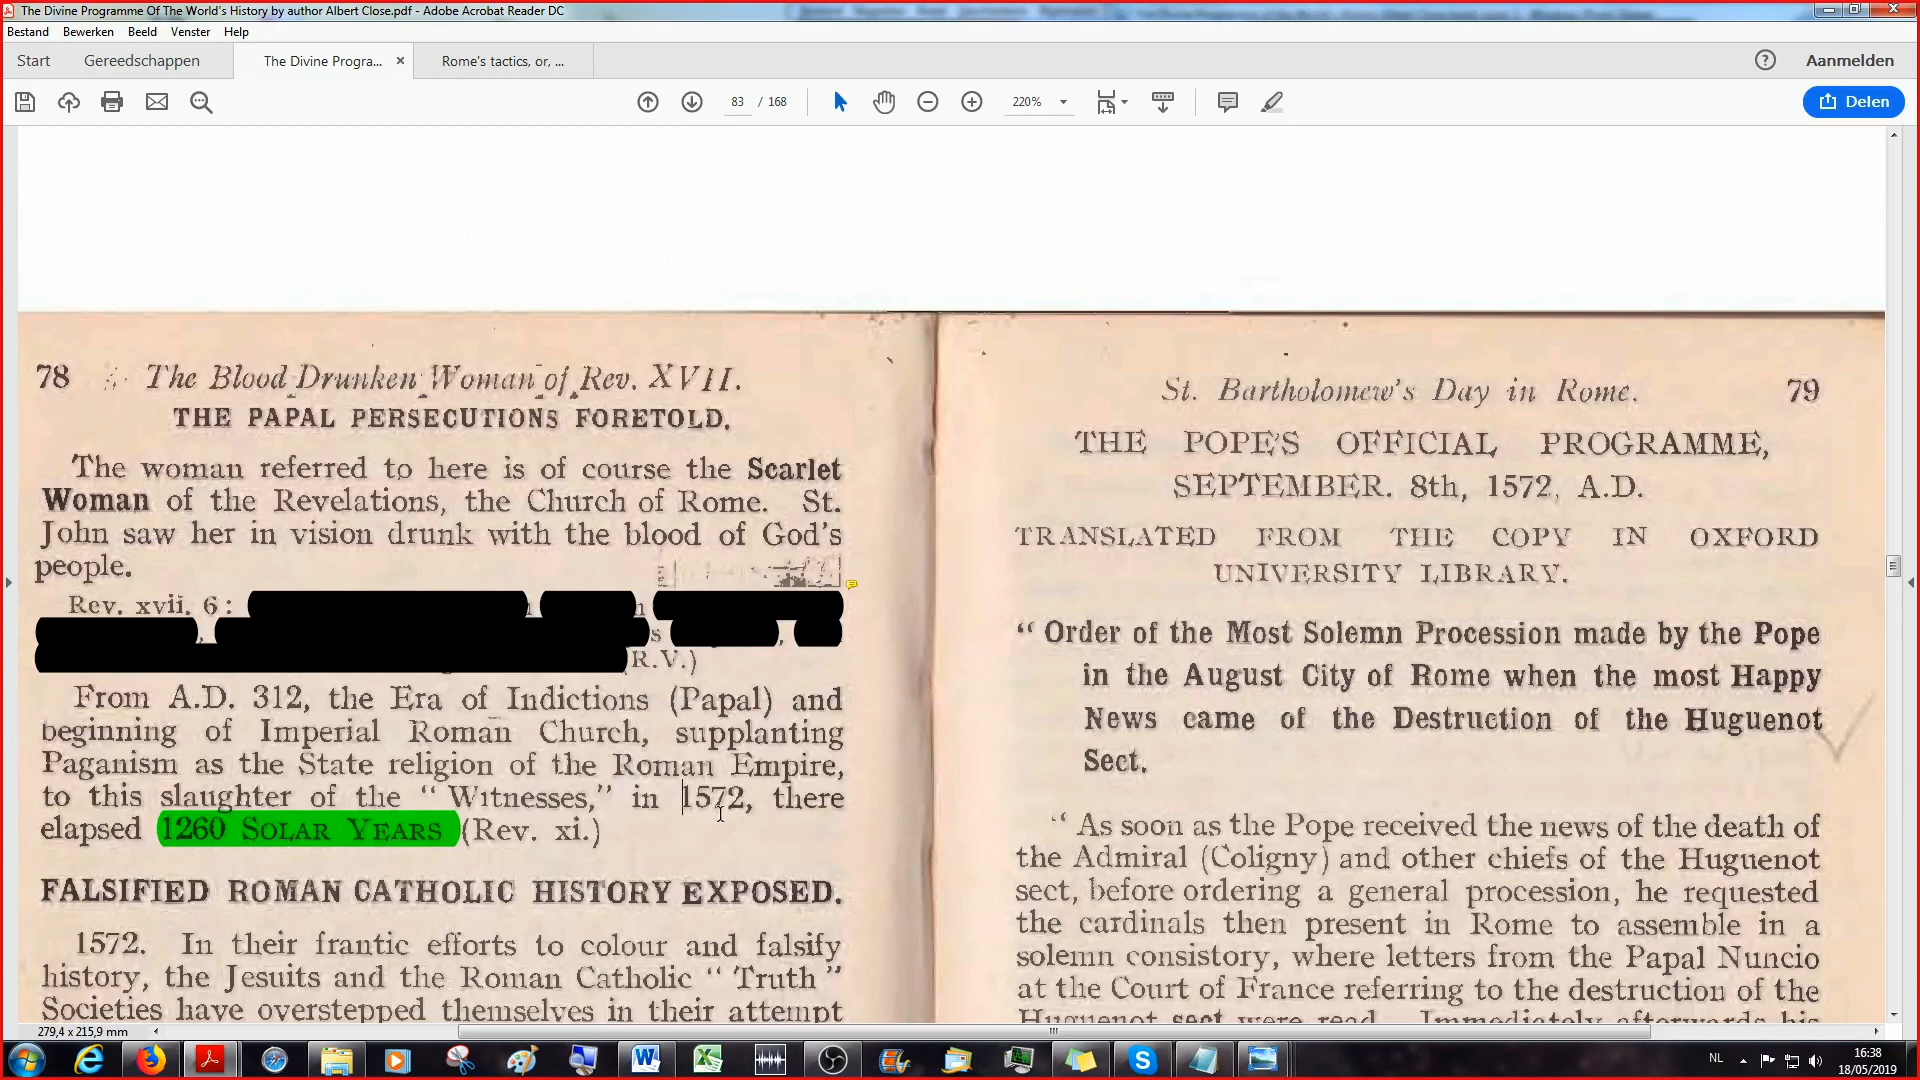 The Divine Programme Of The World's History by author Albert Close.pdf - Adobe Acrobat Reader DC
Bestand Bewerken Beeld Venster Help
Start Gereedschappen The Divine Progra... × Rome's tactics, or, ... Aanmelden
83 / 168 220% Delen
78 The Blood Drunken Woman of Rev. XVII.
THE PAPAL PERSECUTIONS FORETOLD.
The woman referred to here is of course the Scarlet
Woman of the Revelations, the Church of Rome. St.
John saw her in vision drunk with the blood of God's
people.
Rev. xvii. 6:
R.V.)
From A.D. 312, the Era of Indictions (Papal) and
beginning of Imperial Roman Church, supplanting
Paganism as the State religion of the Roman Empire,
to this slaughter of the "Witnesses," in 1572, there
elapsed 1260 SOLAR YEARS (Rev. xi.)
FALSIFIED ROMAN CATHOLIC HISTORY EXPOSED.
1572. In their frantic efforts to colour and falsify
history, the Jesuits and the Roman Catholic "Truth"
Societies have overstepped themselves in their attempt
St. Bartholomew's Day in Rome. 79
THE POPE'S OFFICIAL PROGRAMME,
SEPTEMBER. 8th, 1572, A.D.
TRANSLATED FROM THE COPY IN OXFORD
UNIVERSITY LIBRARY.
"Order of the Most Solemn Procession made by the Pope
in the August City of Rome when the most Happy
News came of the Destruction of the Huguenot
Sect.
"As soon as the Pope received the news of the death of
the Admiral (Coligny) and other chiefs of the Huguenot
sect, before ordering a general procession, he requested
the cardinals then present in Rome to assemble in a
solemn consistory, where letters from the Papal Nuncio
at the Court of France referring to the destruction of the
Huguenot sect were read. Immediately afterwards his
279,4 x 215,9 mm
NL 16:38
18/05/2019